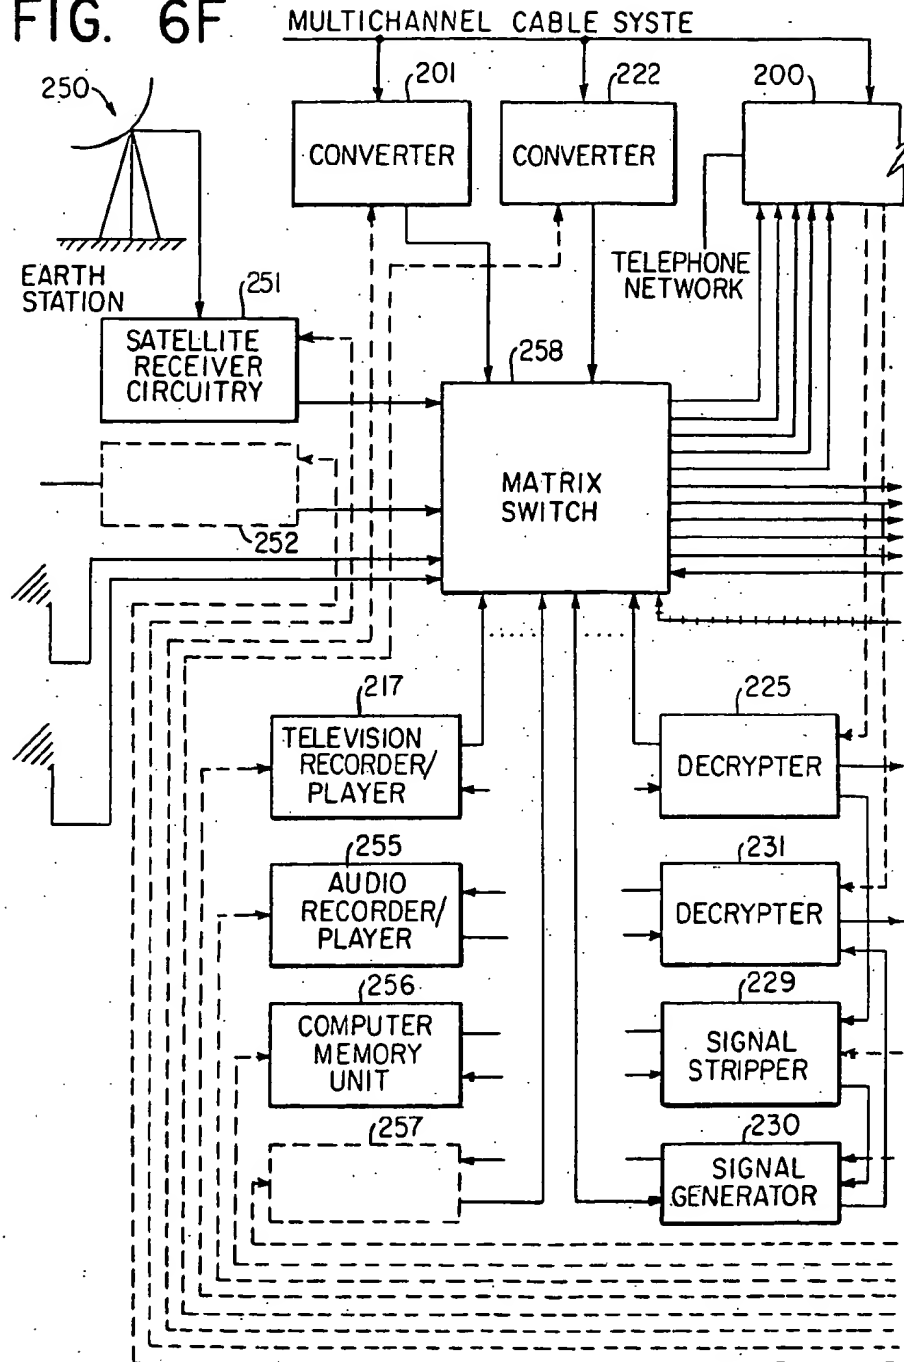 FIG. 6F
MULTICHANNEL CABLE SYSTE
250
201
222
200
CONVERTER
CONVERTER
EARTH
STATION
TELEPHONE
NETWORK
251
SATELLITE
RECEIVER
CIRCUITRY
258
MATRIX
SWITCH
252
217
TELEVISION
RECORDER/
PLAYER
225
DECRYPTER
255
AUDIO
RECORDER/
PLAYER
231
DECRYPTER
256
COMPUTER
MEMORY
UNIT
229
SIGNAL
STRIPPER
257
230
SIGNAL
GENERATOR